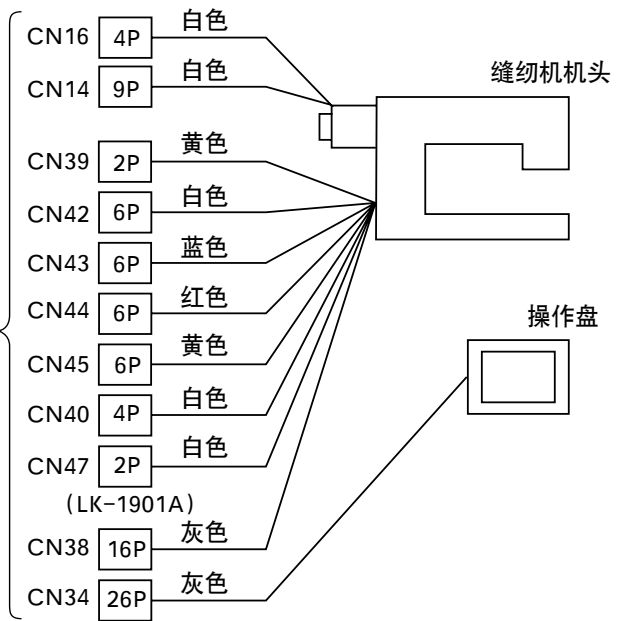 CN16 4P 白色
CN14 9P 白色
缝纫机机头
CN39 2P 黄色
CN42 6P 白色
CN43 6P 蓝色
CN44 6P 红色
操作盘
CN45 6P 黄色
CN40 4P 白色
CN47 2P 白色
(LK-1901A)
CN38 16P 灰色
CN34 26P 灰色